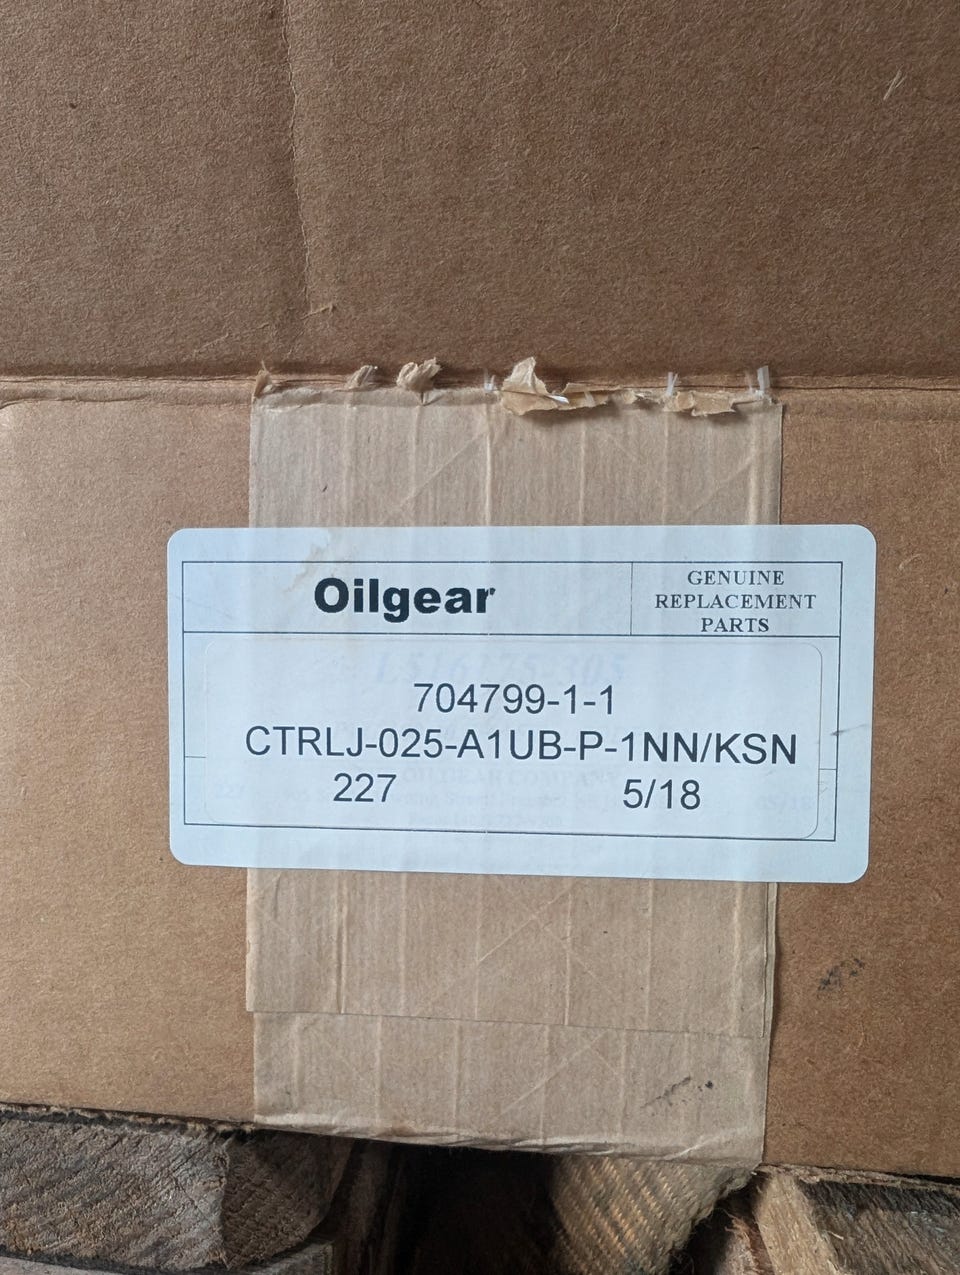 Oilgear
GENUINE
REPLACEMENT
PARTS
704799-1-1
CTRLJ-025-A1UB-P-1NN/KSN
227 5/18